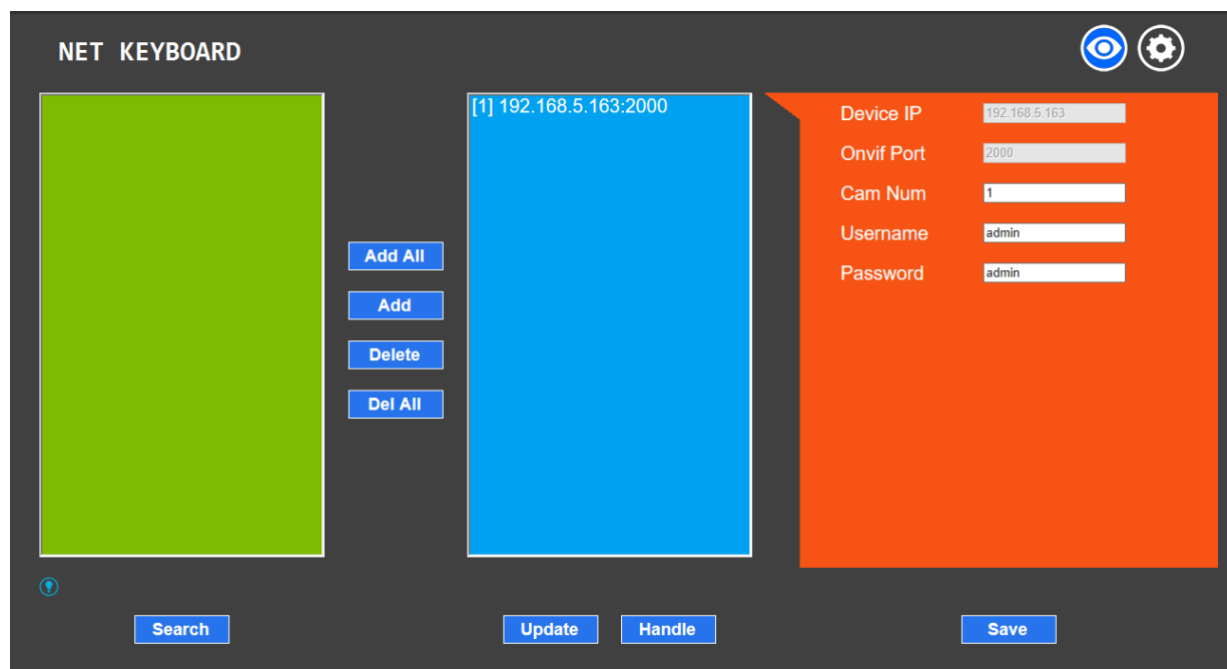 NET KEYBOARD
[1] 192.168.5.163:2000
Device IP 192.168.5.163
Onvif Port 2000
Cam Num 1
Username admin
Password admin
Add All
Add
Delete
Del All
Search
Update
Handle
Save